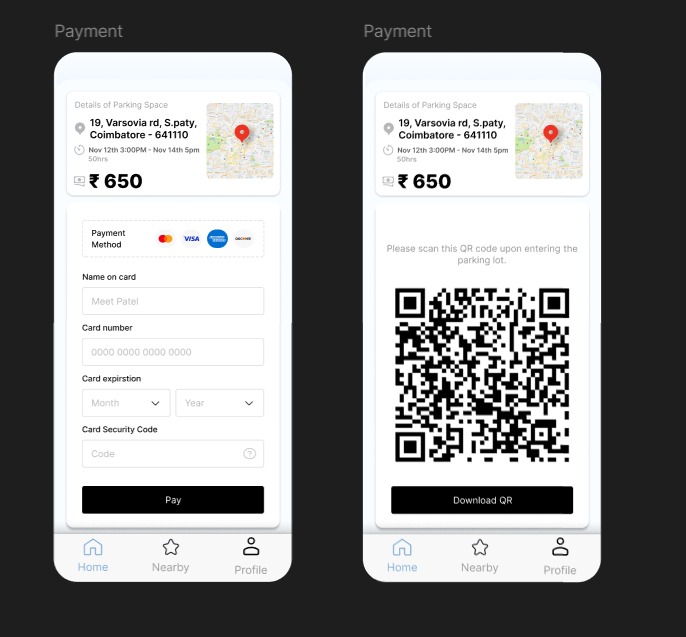 Payment
Details of Parking Space
19, Varsovia rd, S.paty,
Coimbatore - 641110
Nov 12th 3:00PM - Nov 14th 5pm
50hrs
₹ 650
Payment
Method
VISA
DISCOVER
Name on card
Meet Patel
Card number
0000 0000 0000 0000
Card expirstion
Month
Year
Card Security Code
Code
Pay
Home
Nearby
Profile
Payment
Details of Parking Space
19, Varsovia rd, S.paty,
Coimbatore - 641110
Nov 12th 3:00PM - Nov 14th 5pm
50hrs
₹ 650
Please scan this QR code upon entering the
parking lot.
Download QR
Home
Nearby
Profile